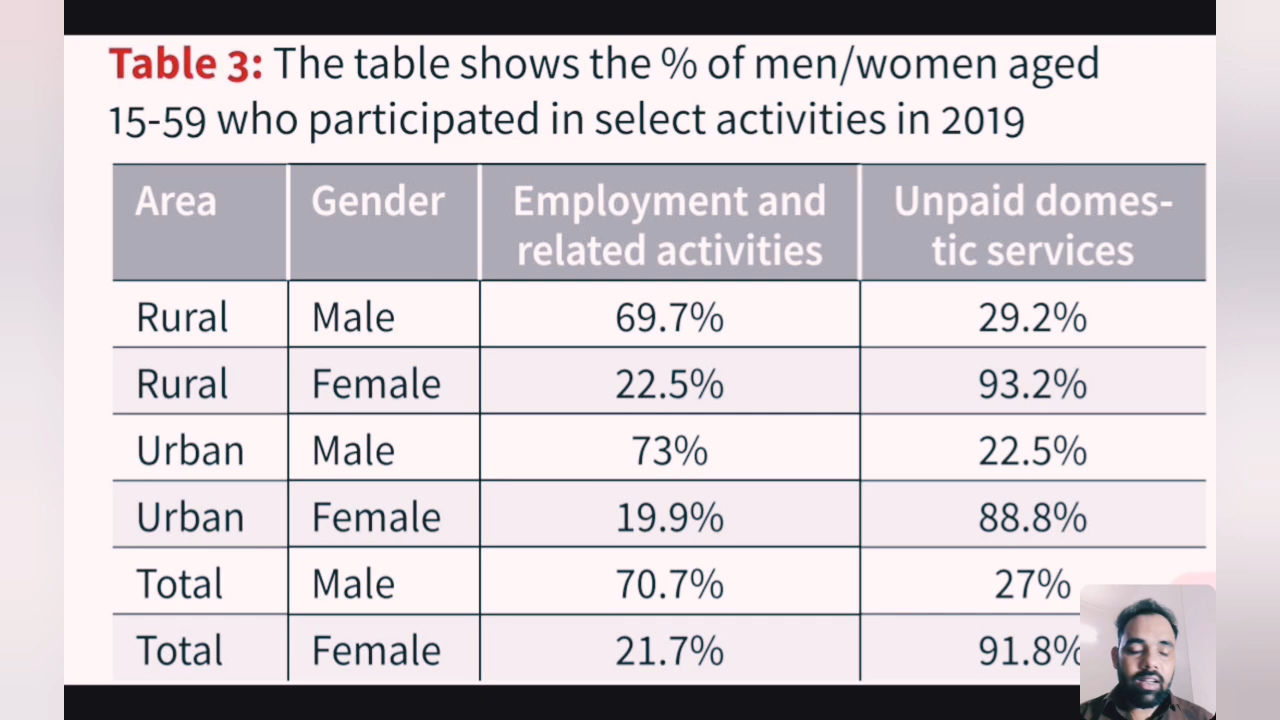 Table 3: The table shows the % of men/women aged
15-59 who participated in select activities in 2019
Area Gender Employment and related activities Unpaid domes-tic services
Rural Male 69.7% 29.2%
Rural Female 22.5% 93.2%
Urban Male 73% 22.5%
Urban Female 19.9% 88.8%
Total Male 70.7% 27%
Total Female 21.7% 91.8%